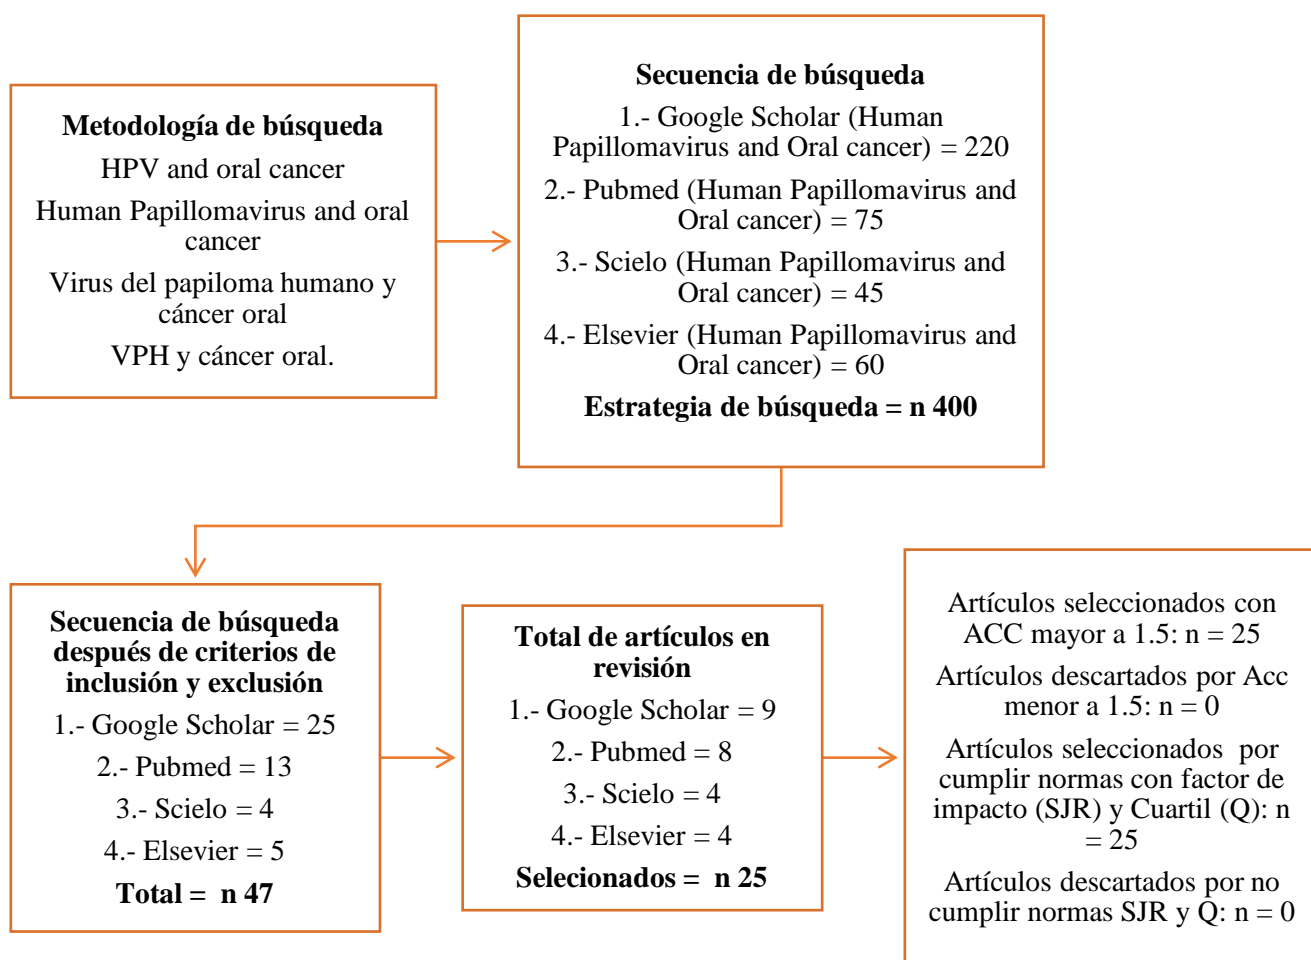 Metodología de búsqueda
HPV and oral cancer
Human Papillomavirus and oral
cancer
Virus del papiloma humano y
cáncer oral
VPH y cáncer oral.
Secuencia de búsqueda
1.- Google Scholar (Human
Papillomavirus and Oral cancer) = 220
2.- Pubmed (Human Papillomavirus and
Oral cancer) = 75
3.- Scielo (Human Papillomavirus and
Oral cancer) = 45
4.- Elsevier (Human Papillomavirus and
Oral cancer) = 60
Estrategia de búsqueda = n 400
Secuencia de búsqueda
después de criterios de
inclusión y exclusión
1.- Google Scholar = 25
2.- Pubmed = 13
3.- Scielo = 4
4.- Elsevier = 5
Total = n 47
Total de artículos en
revisión
1.- Google Scholar = 9
2.- Pubmed = 8
3.- Scielo = 4
4.- Elsevier = 4
Selecionados = n 25
Artículos seleccionados con
ACC mayor a 1.5: n = 25
Artículos descartados por Acc
menor a 1.5: n = 0
Artículos seleccionados por
cumplir normas con factor de
impacto (SJR) y Cuartil (Q): n
= 25
Artículos descartados por no
cumplir normas SJR y Q: n = 0